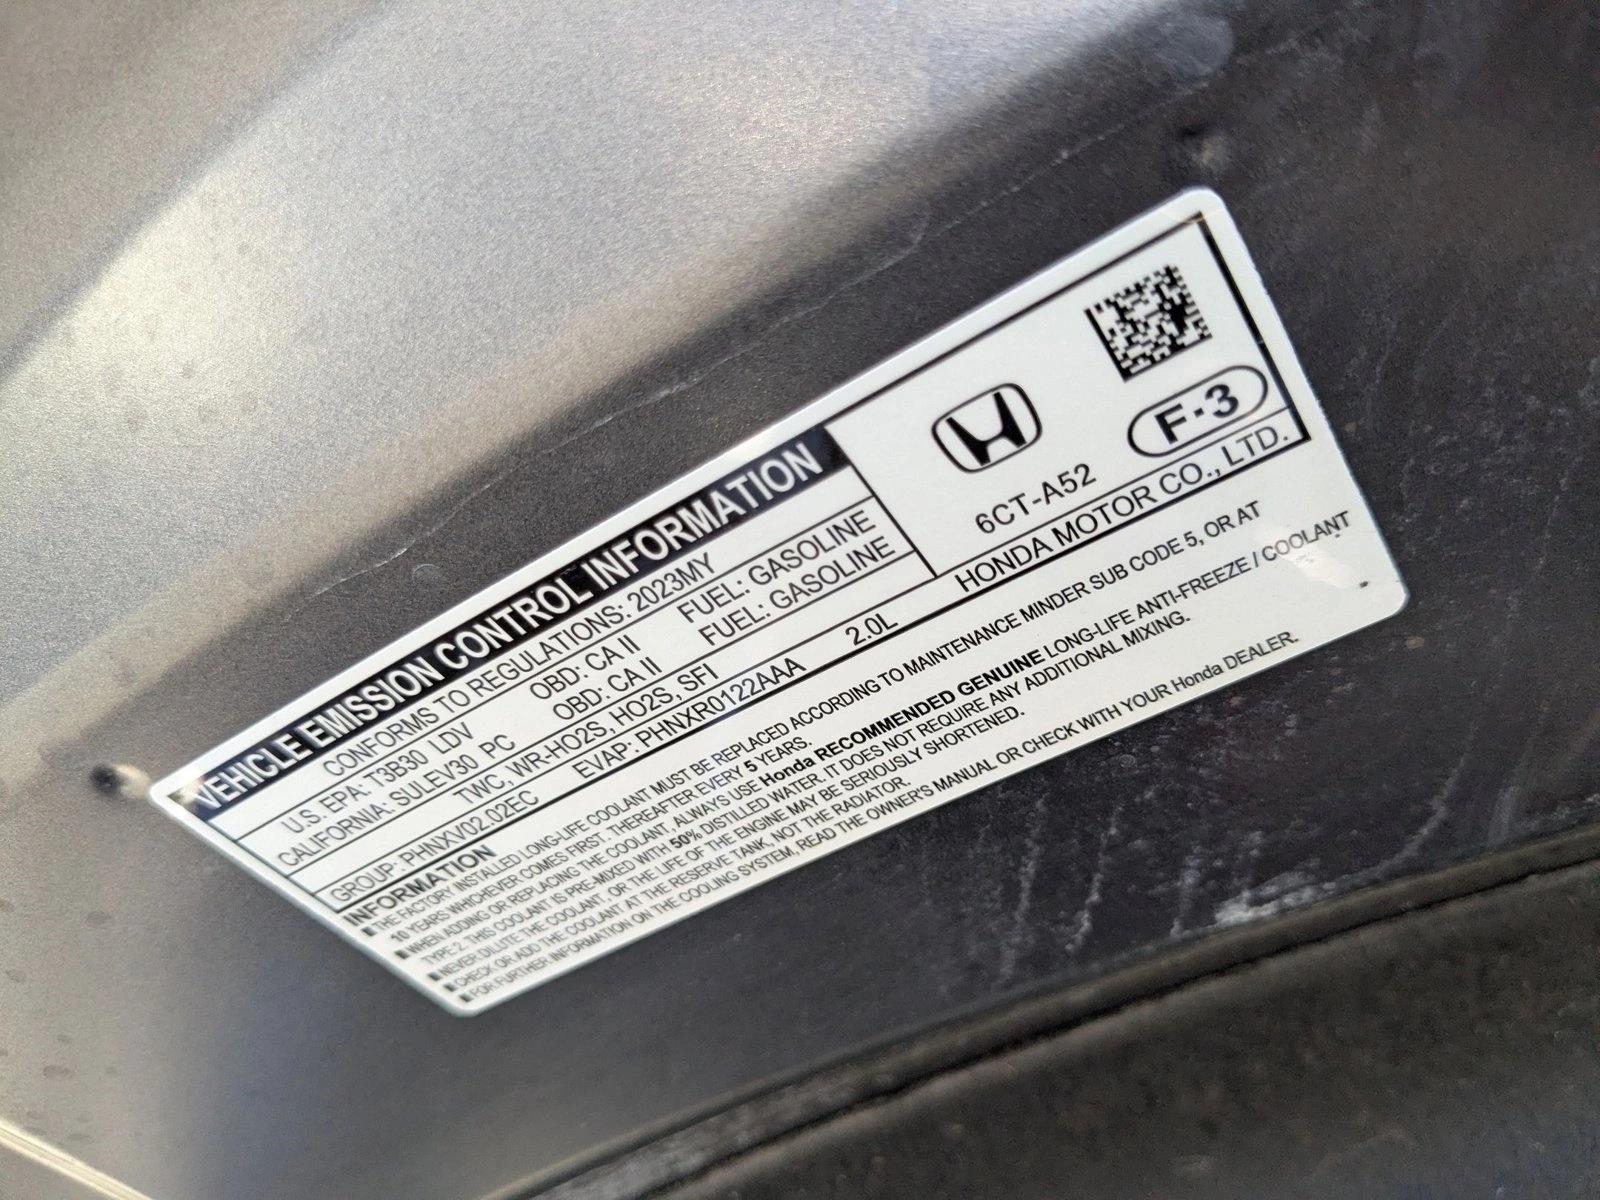 VEHICLE EMISSION CONTROL INFORMATION
CONFORMS TO REGULATIONS: 2023MY
U.S. EPA: T3B30 LDV OBD: CA II FUEL: GASOLINE
CALIFORNIA: SULEV30 PC OBD: CA II FUEL: GASOLINE
TWC, WR-HO2S, HO2S, SFI
GROUP: PHNXV02.02EC EVAP: PHNXR0122AAA 2.0L
6CT-A52
F-3
HONDA MOTOR CO., LTD.
INFORMATION
THE FACTORY INSTALLED LONG-LIFE COOLANT MUST BE REPLACED ACCORDING TO MAINTENANCE MINDER SUB CODE 5, OR AT
10 YEARS WHICHEVER COMES FIRST. THEREAFTER EVERY 5 YEARS.
WHEN ADDING OR REPLACING THE COOLANT, ALWAYS USE Honda RECOMMENDED GENUINE LONG-LIFE ANTI-FREEZE / COOLANT
TYPE 2. THIS COOLANT IS PRE-MIXED WITH 50% DISTILLED WATER. IT DOES NOT REQUIRE ANY ADDITIONAL MIXING.
NEVER DILUTE THE COOLANT, OR THE LIFE OF THE ENGINE MAY BE SERIOUSLY SHORTENED.
CHECK OR ADD THE COOLANT AT THE RESERVE TANK, NOT THE RADIATOR.
FOR FURTHER INFORMATION ON THE COOLING SYSTEM, READ THE OWNER'S MANUAL OR CHECK WITH YOUR Honda DEALER.